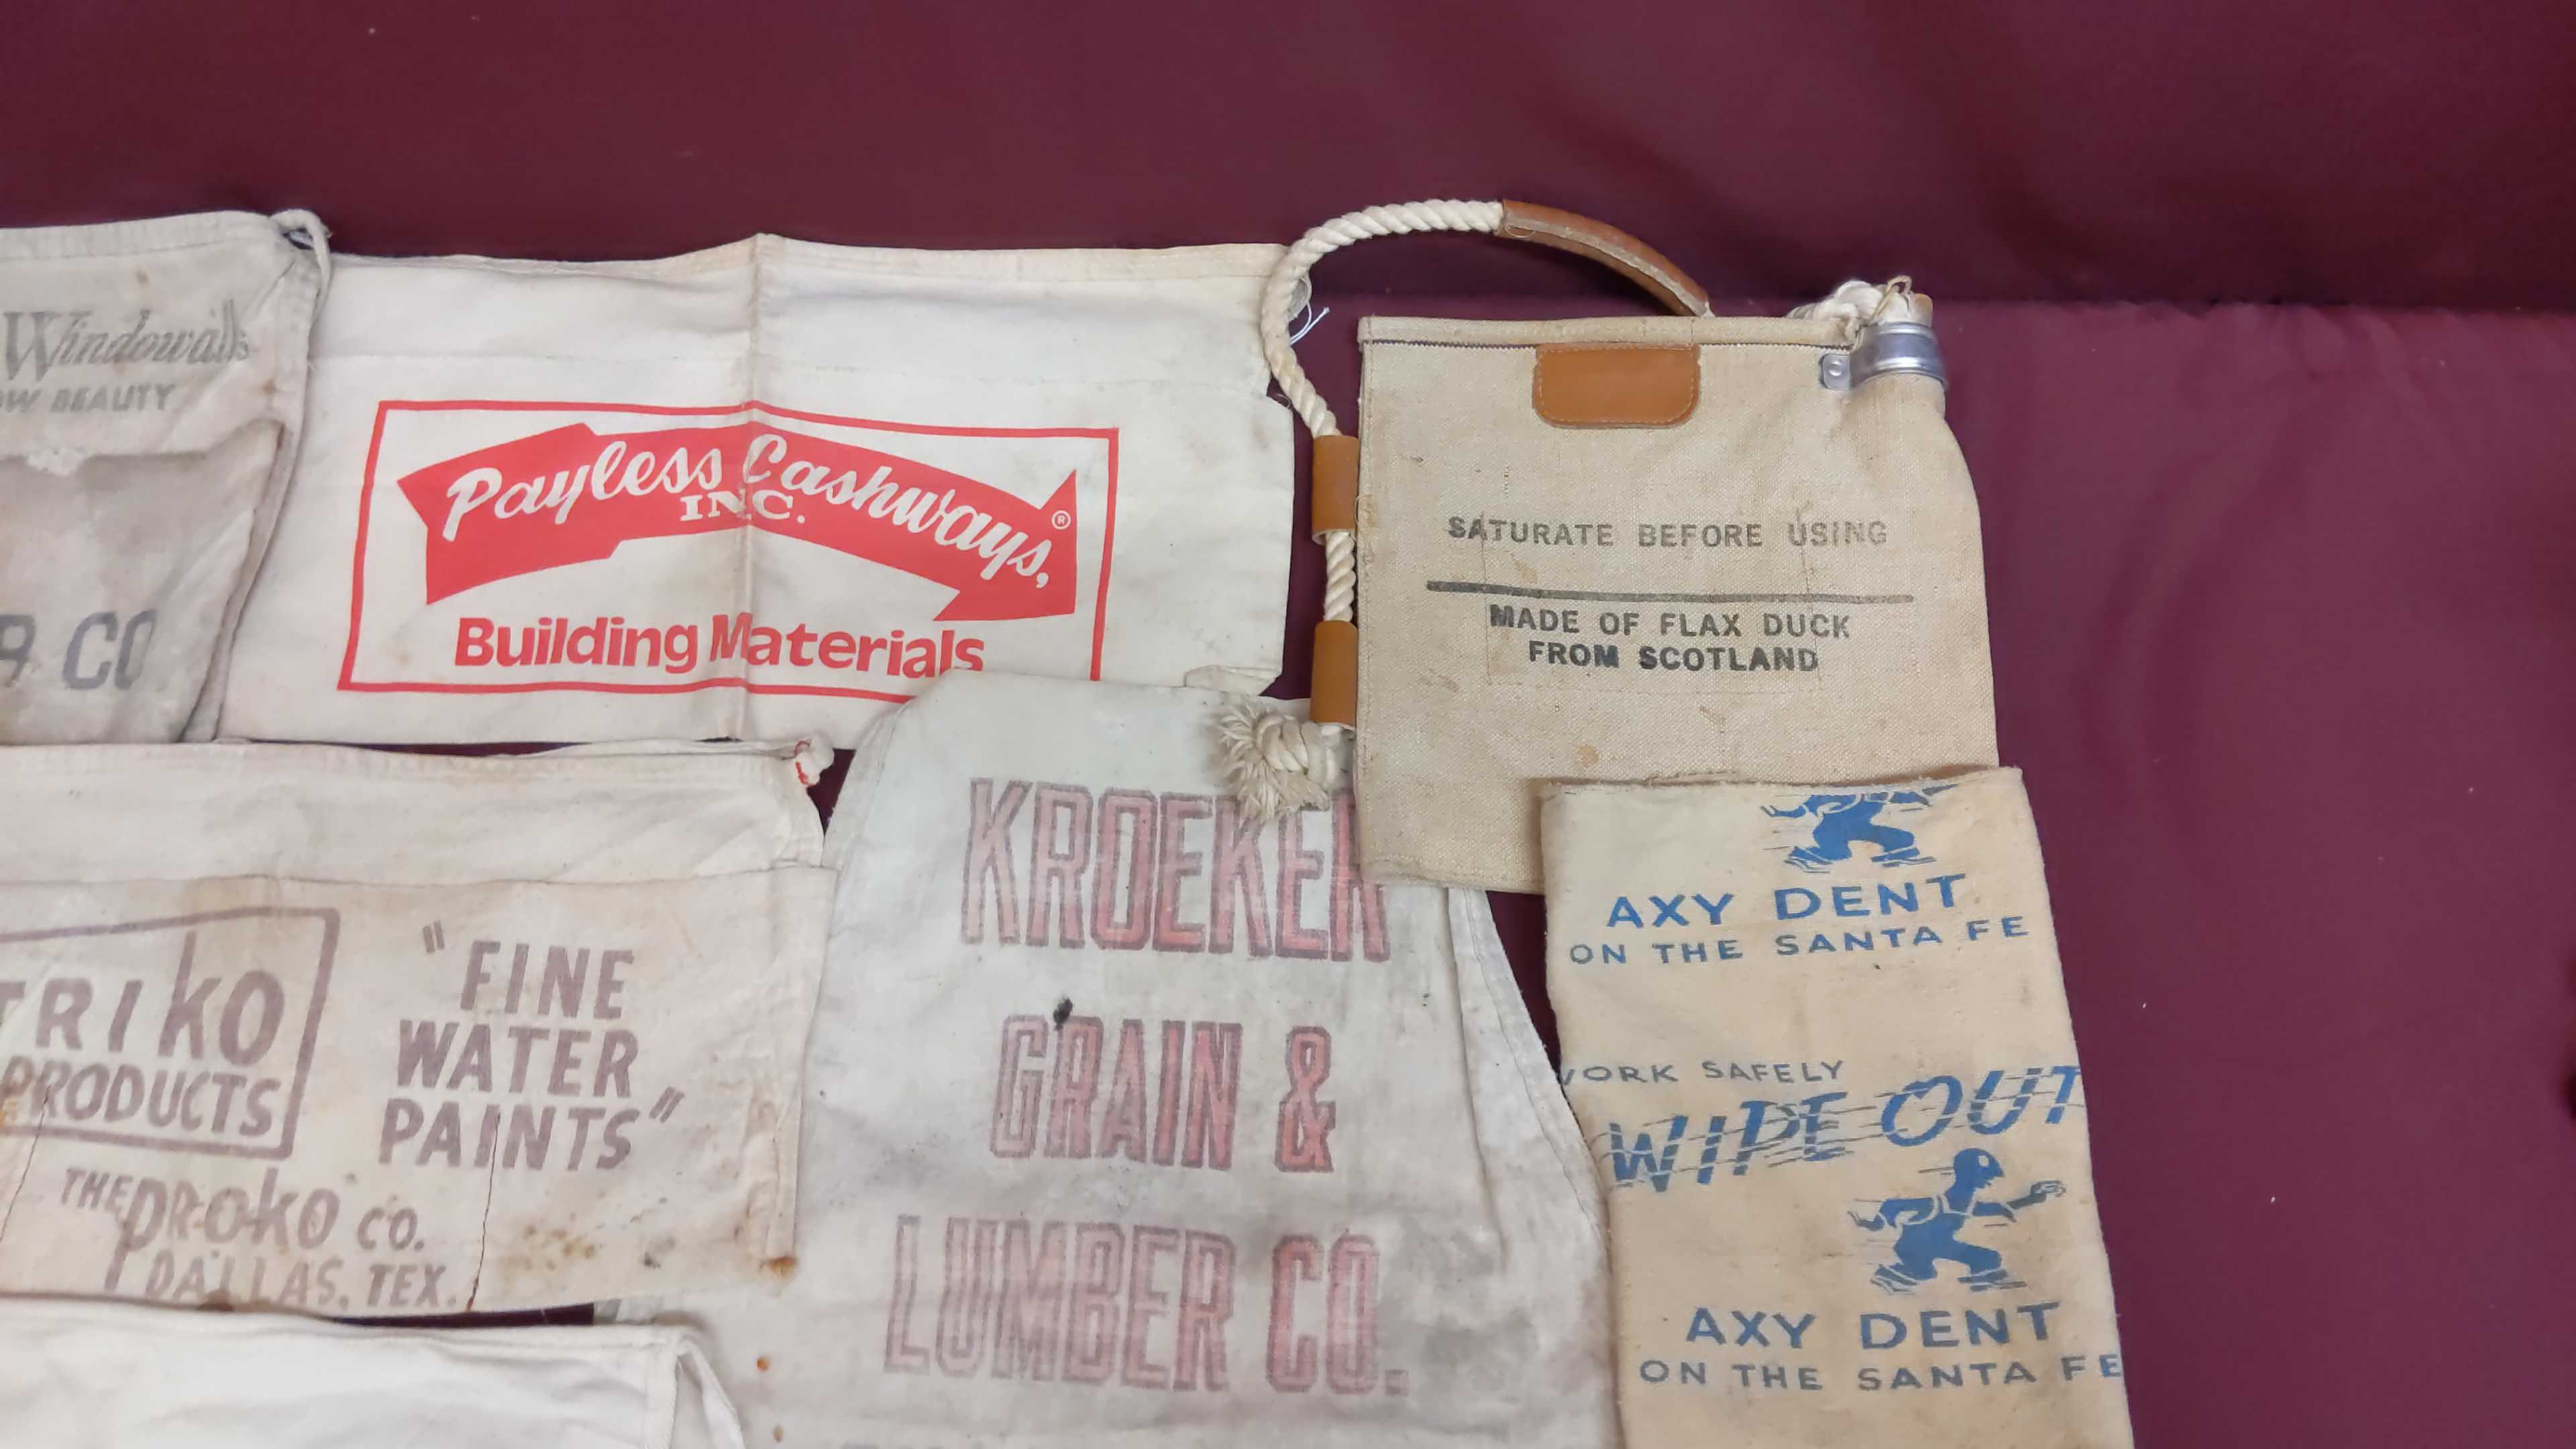 Windowalls
BEAUTY
CO
Payless Cashways,
INC.
®
Building Materials
SATURATE BEFORE USING
MADE OF FLAX DUCK
FROM SCOTLAND
TRIKO
PRODUCTS
"FINE
WATER
PAINTS"
THE PROKO CO.
DALLAS, TEX.
KROEKER
GRAIN &
LUMBER CO.
AXY DENT
ON THE SANTA FE
WORK SAFELY
WIPE OUT
AXY DENT
ON THE SANTA FE